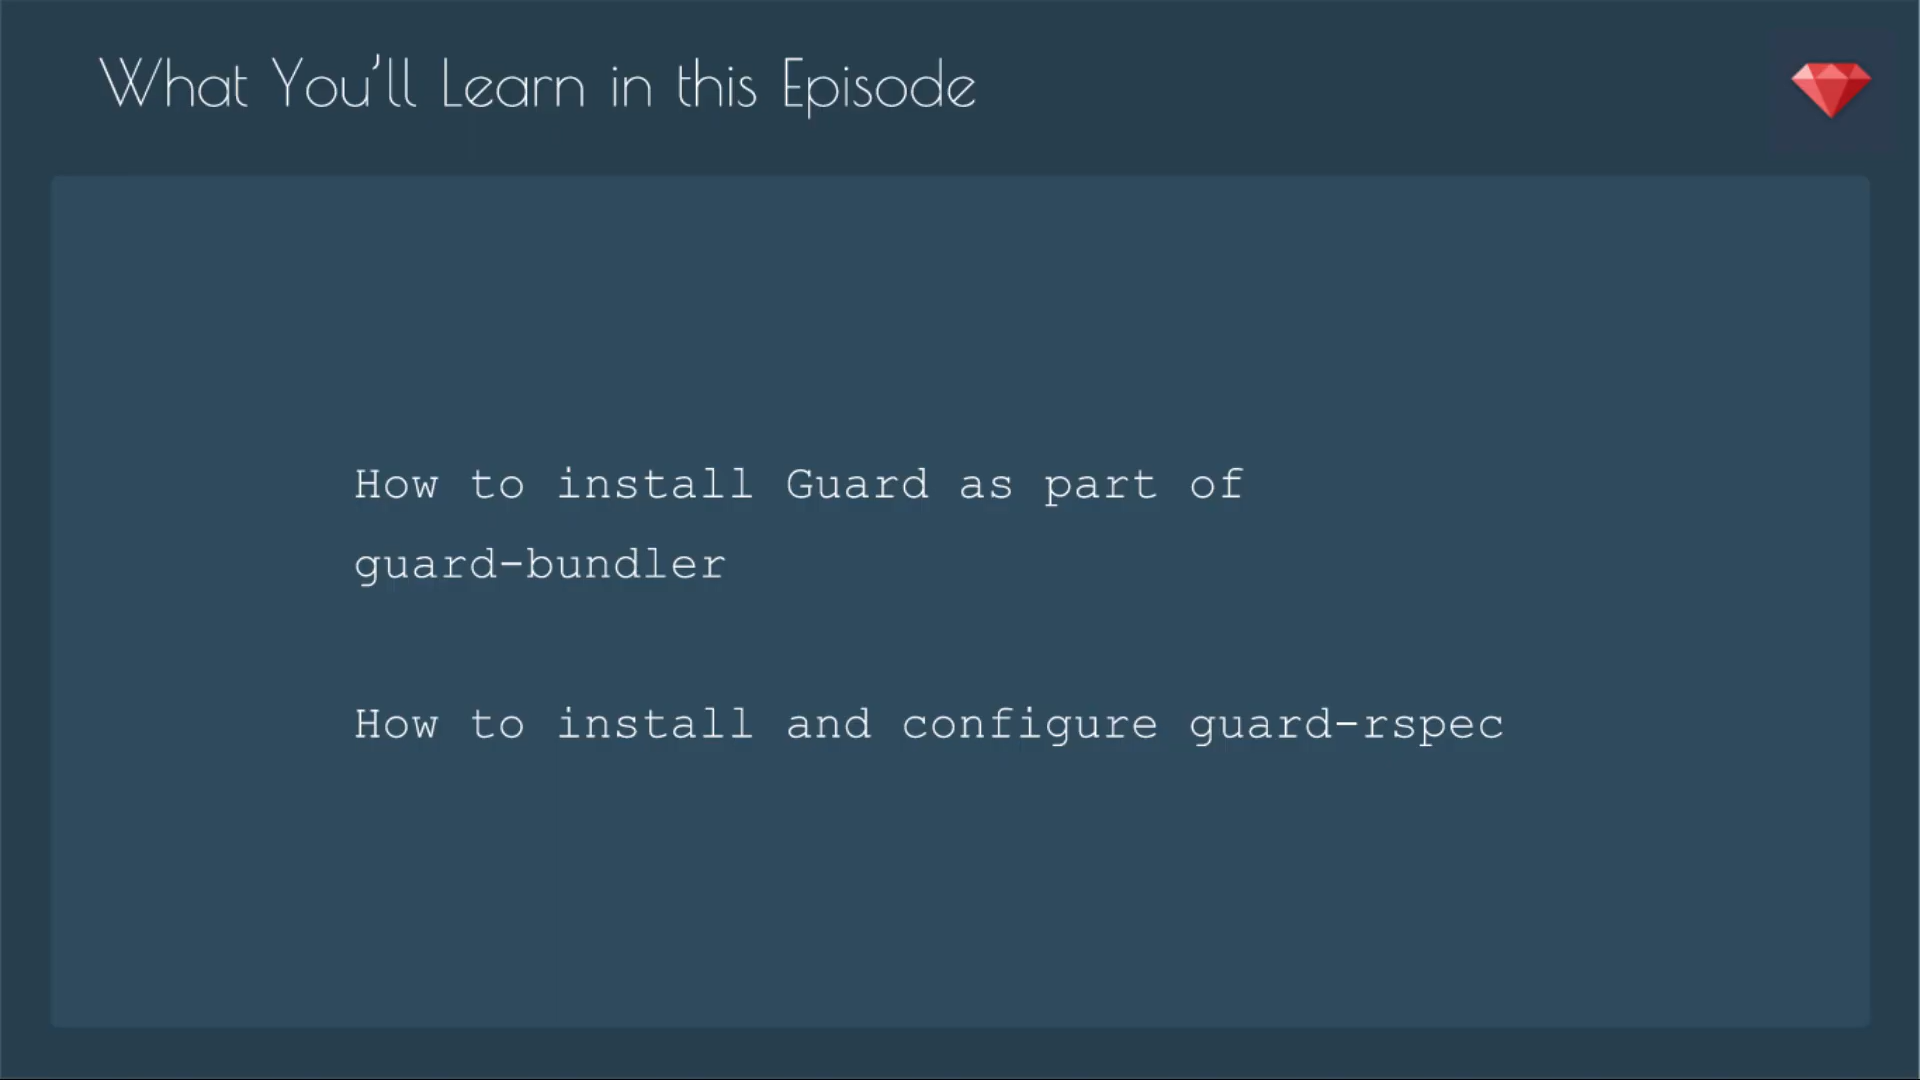 What You'll Learn in this Episode
How to install Guard as part of
guard-bundler
How to install and configure guard-rspec